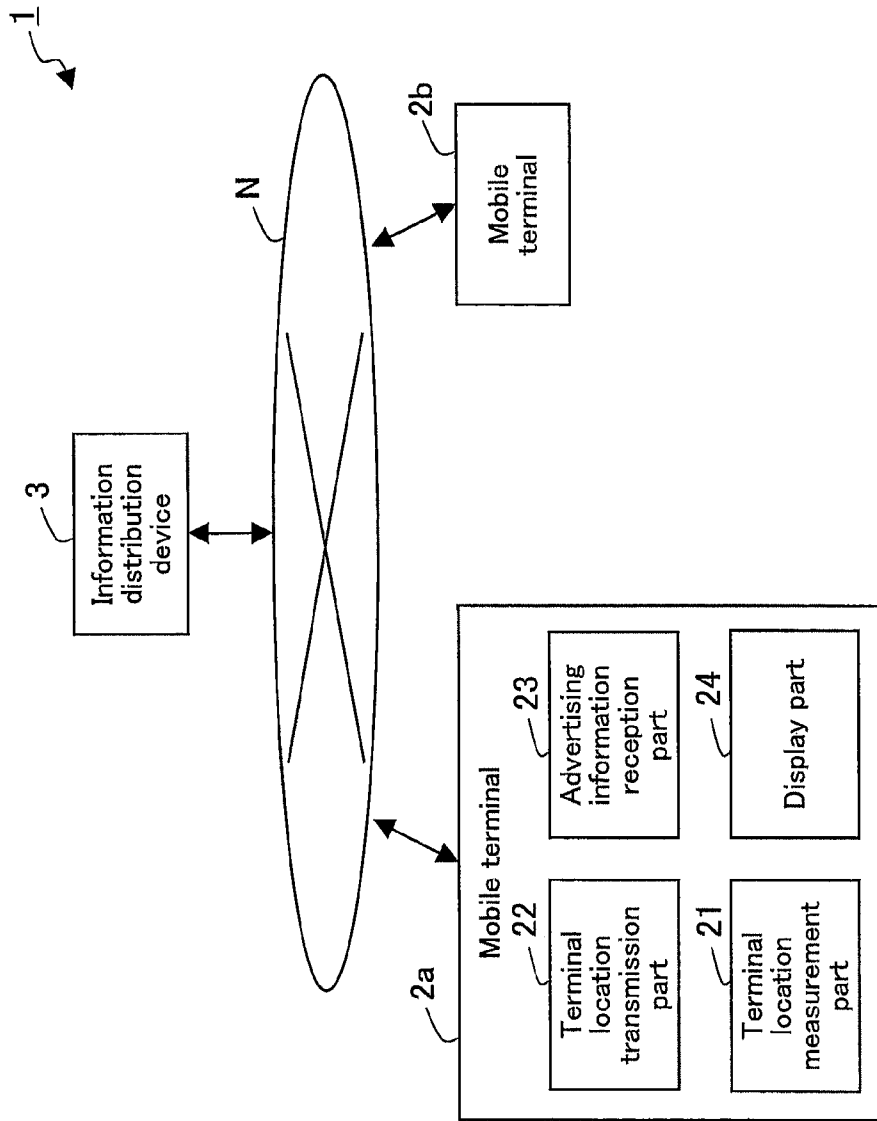 1
3
Information
distribution
device
N
2a
Mobile terminal
22
Terminal
location
transmission
part
23
Advertising
information
reception
part
21
Terminal
location
measurement
part
24
Display part
2b
Mobile
terminal